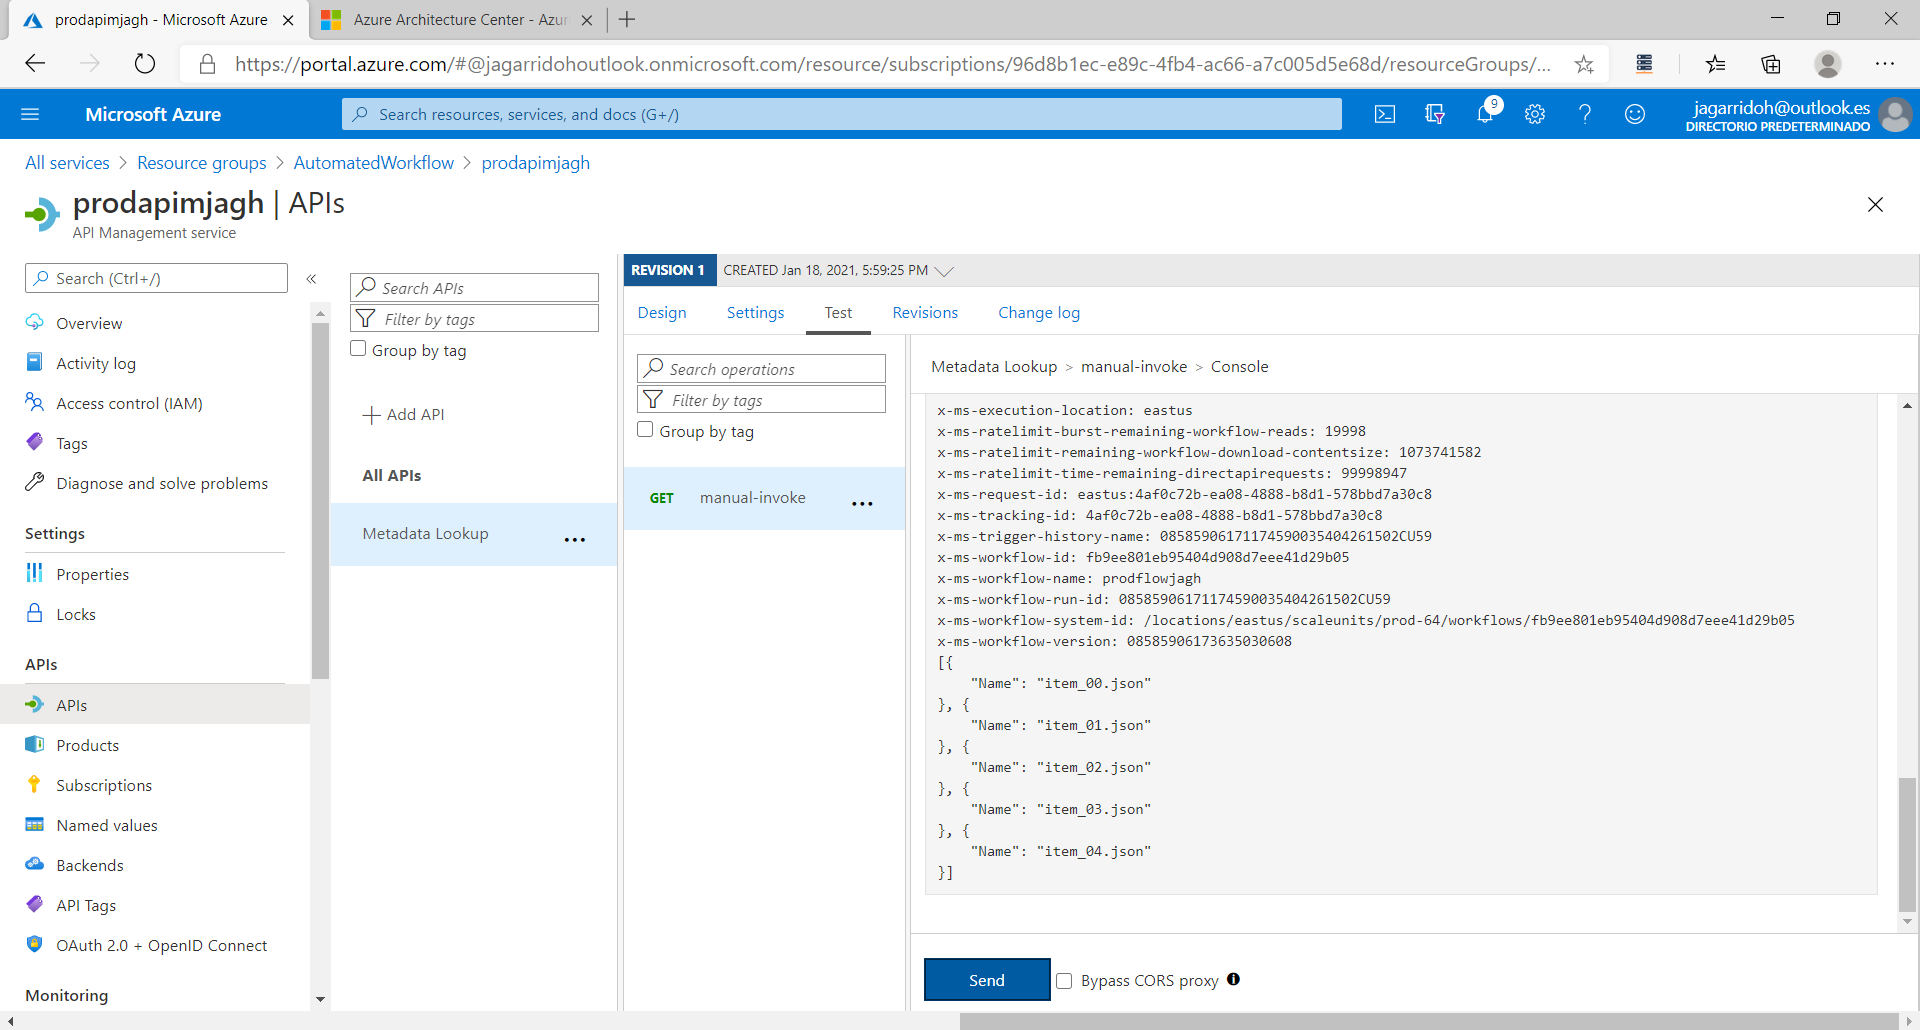 prodapimjagh - Microsoft Azure
Azure Architecture Center - Azur
https://portal.azure.com/#@jagarridohoutlook.onmicrosoft.com/resource/subscriptions/96d8b1ec-e89c-4fb4-ac66-a7c005d5e68d/resourceGroups/...
Microsoft Azure
Search resources, services, and docs (G+/)
9
jagarridoh@outlook.es
DIRECTORIO PREDETERMINADO
All services > Resource groups > AutomatedWorkflow > prodapimjagh
prodapimjagh | APIs
API Management service
Search (Ctrl+/)
«
Overview
Activity log
Access control (IAM)
Tags
Diagnose and solve problems
Settings
Properties
Locks
APIs
APIs
Products
Subscriptions
Named values
Backends
API Tags
OAuth 2.0 + OpenID Connect
Monitoring
Search APIs
Filter by tags
Group by tag
Add API
All APIs
Metadata Lookup
...
REVISION 1
CREATED Jan 18, 2021, 5:59:25 PM
Design
Settings
Test
Revisions
Change log
Search operations
Filter by tags
Group by tag
GET
manual-invoke
...
Metadata Lookup > manual-invoke > Console
x-ms-execution-location: eastus
x-ms-ratelimit-burst-remaining-workflow-reads: 19998
x-ms-ratelimit-remaining-workflow-download-contentsize: 1073741582
x-ms-ratelimit-time-remaining-directapirequests: 99998947
x-ms-request-id: eastus:4af0c72b-ea08-4888-b8d1-578bbd7a30c8
x-ms-tracking-id: 4af0c72b-ea08-4888-b8d1-578bbd7a30c8
x-ms-trigger-history-name: 08585906171174590035404261502CU59
x-ms-workflow-id: fb9ee801eb95404d908d7eee41d29b05
x-ms-workflow-name: prodflowjagh
x-ms-workflow-run-id: 08585906171174590035404261502CU59
x-ms-workflow-system-id: /locations/eastus/scaleunits/prod-64/workflows/fb9ee801eb95404d908d7eee41d29b05
x-ms-workflow-version: 08585906173635030608
[{
"Name": "item_00.json"
}, {
"Name": "item_01.json"
}, {
"Name": "item_02.json"
}, {
"Name": "item_03.json"
}, {
"Name": "item_04.json"
}]
Send
Bypass CORS proxy